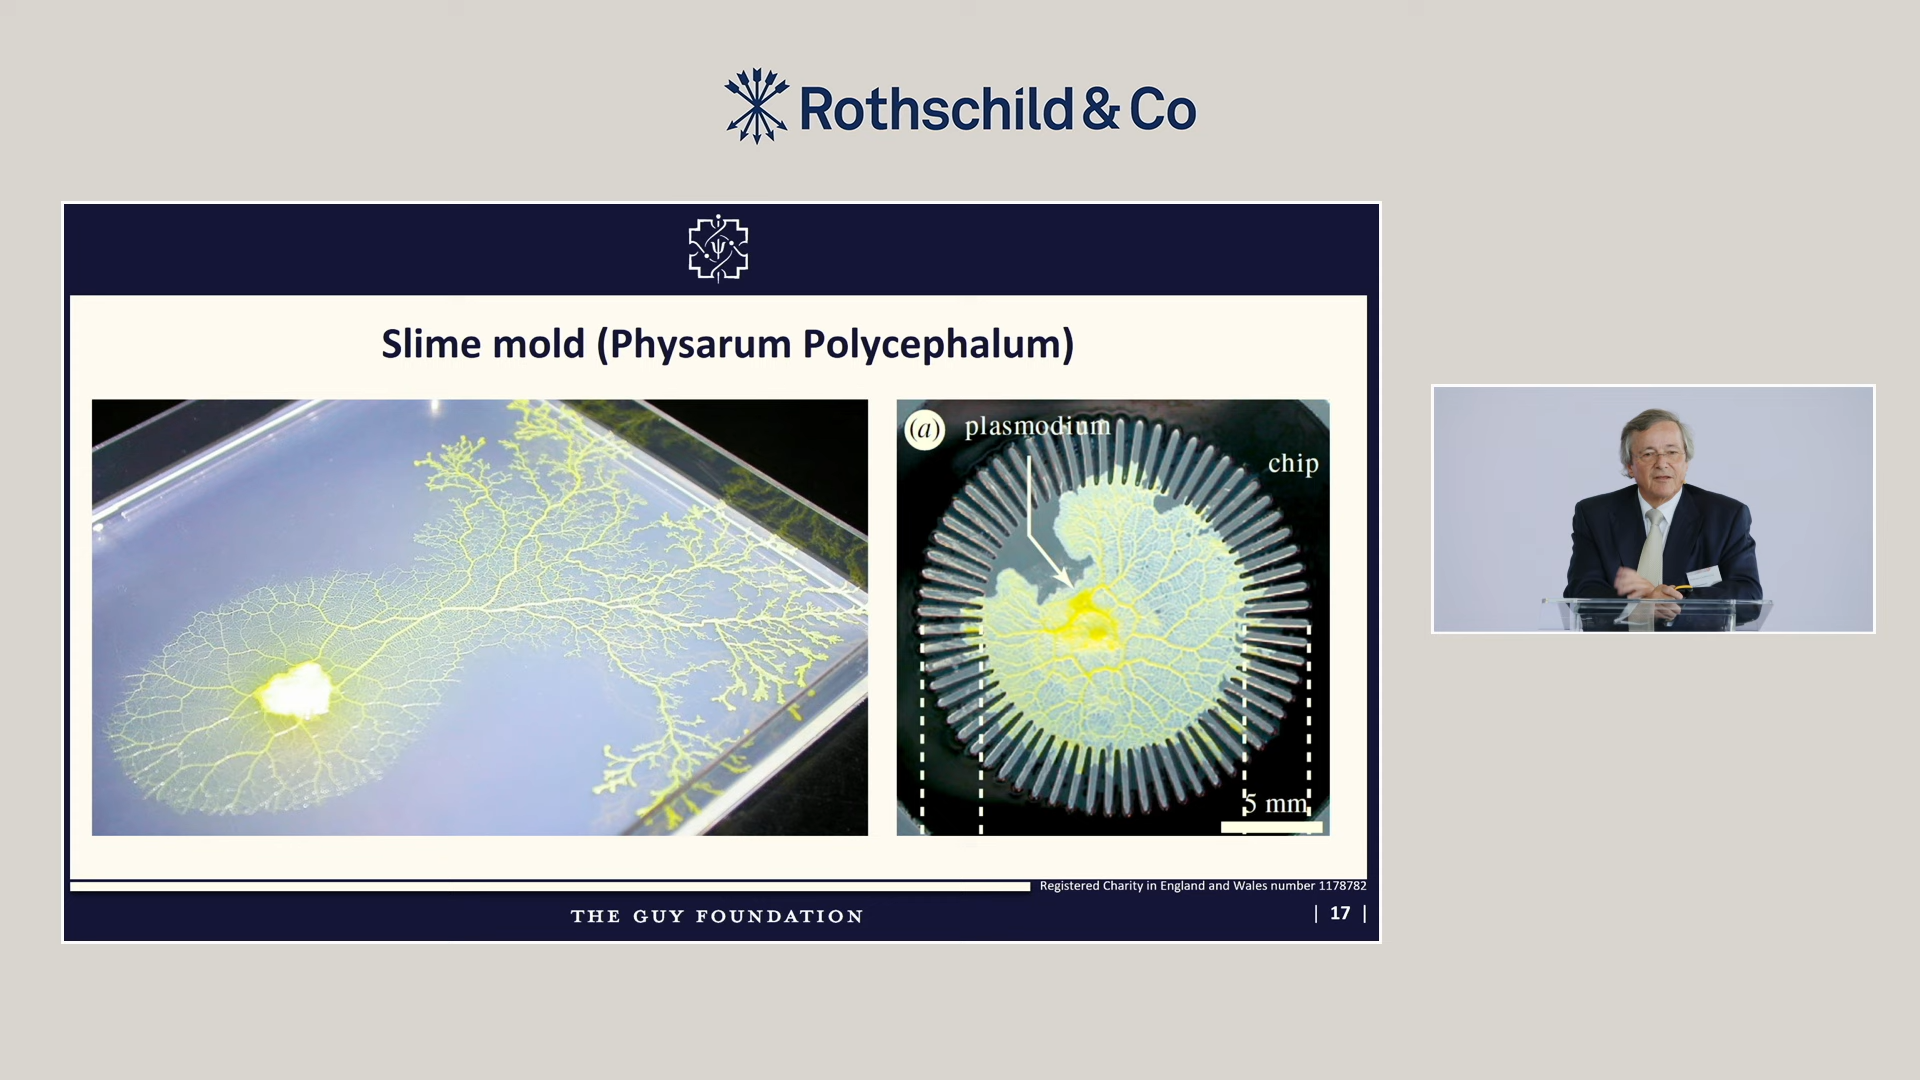 Rothschild & Co
Slime mold (Physarum Polycephalum)
(a) plasmodium
chip
5 mm
Registered Charity in England and Wales number 1178782
THE GUY FOUNDATION
| 17 |